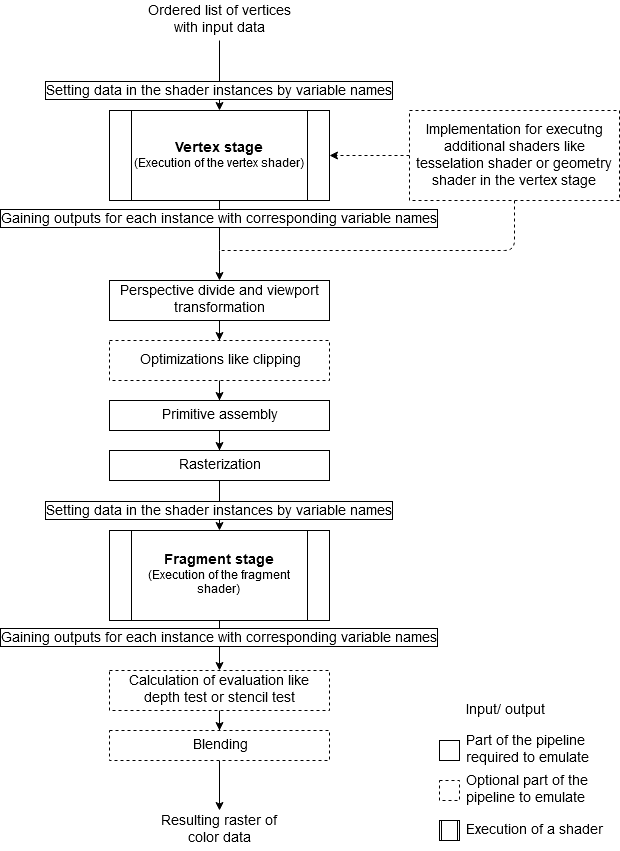 Ordered list of vertices
with input data
Setting data in the shader instances by variable names
Vertex stage
(Execution of the vertex shader)
Implementation for executng
additional shaders like
tesselation shader or geometry
shader in the vertex stage
Gaining outputs for each instance with corresponding variable names
Perspective divide and viewport
transformation
Optimizations like clipping
Primitive assembly
Rasterization
Setting data in the shader instances by variable names
Fragment stage
(Execution of the fragment
shader)
Gaining outputs for each instance with corresponding variable names
Calculation of evaluation like
depth test or stencil test
Blending
Resulting raster of
color data
Input/ output
Part of the pipeline
required to emulate
Optional part of the
pipeline to emulate
Execution of a shader